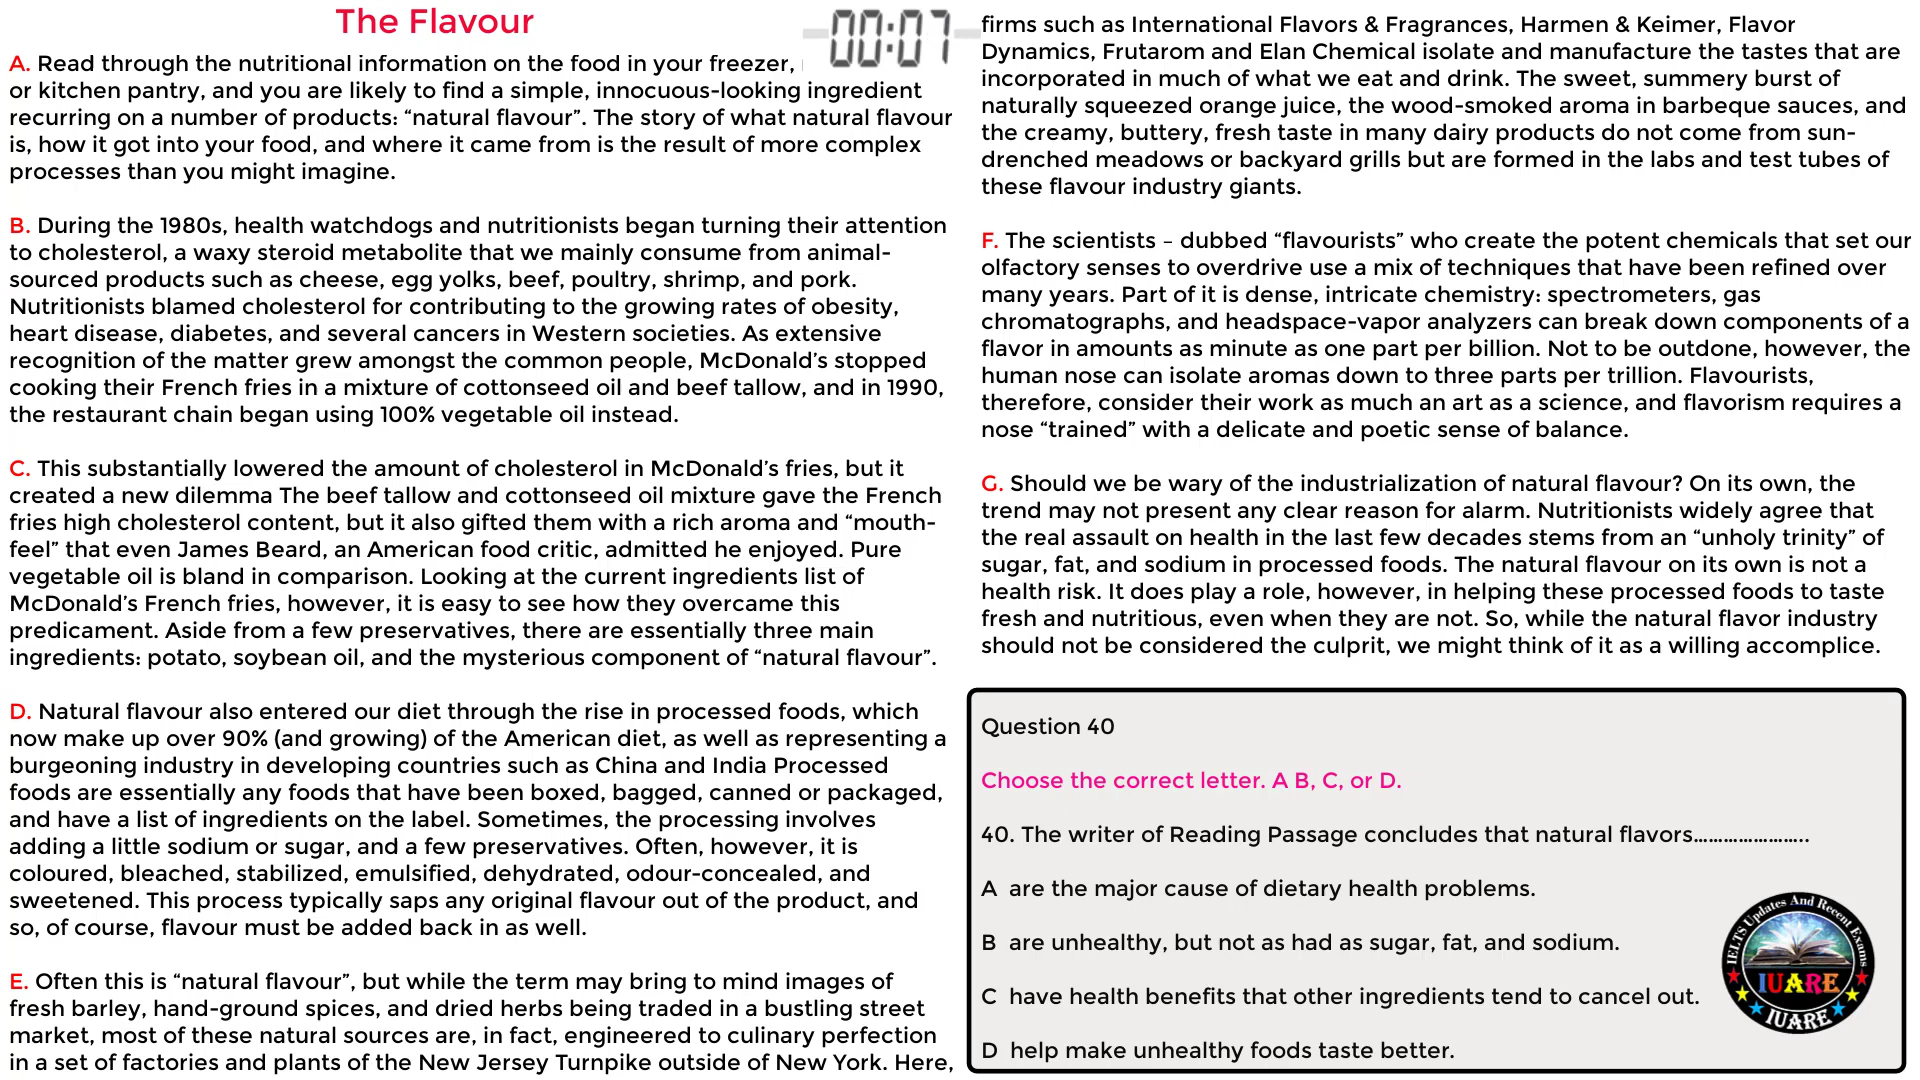 The Flavour
00:07
A. Read through the nutritional information on the food in your freezer,
or kitchen pantry, and you are likely to find a simple, innocuous-looking ingredient
recurring on a number of products: “natural flavour”. The story of what natural flavour
is, how it got into your food, and where it came from is the result of more complex
processes than you might imagine.
B. During the 1980s, health watchdogs and nutritionists began turning their attention
to cholesterol, a waxy steroid metabolite that we mainly consume from animal-
sourced products such as cheese, egg yolks, beef, poultry, shrimp, and pork.
Nutritionists blamed cholesterol for contributing to the growing rates of obesity,
heart disease, diabetes, and several cancers in Western societies. As extensive
recognition of the matter grew amongst the common people, McDonald’s stopped
cooking their French fries in a mixture of cottonseed oil and beef tallow, and in 1990,
the restaurant chain began using 100% vegetable oil instead.
C. This substantially lowered the amount of cholesterol in McDonald’s fries, but it
created a new dilemma The beef tallow and cottonseed oil mixture gave the French
fries high cholesterol content, but it also gifted them with a rich aroma and “mouth-
feel” that even James Beard, an American food critic, admitted he enjoyed. Pure
vegetable oil is bland in comparison. Looking at the current ingredients list of
McDonald’s French fries, however, it is easy to see how they overcame this
predicament. Aside from a few preservatives, there are essentially three main
ingredients: potato, soybean oil, and the mysterious component of “natural flavour”.
D. Natural flavour also entered our diet through the rise in processed foods, which
now make up over 90% (and growing) of the American diet, as well as representing a
burgeoning industry in developing countries such as China and India Processed
foods are essentially any foods that have been boxed, bagged, canned or packaged,
and have a list of ingredients on the label. Sometimes, the processing involves
adding a little sodium or sugar, and a few preservatives. Often, however, it is
coloured, bleached, stabilized, emulsified, dehydrated, odour-concealed, and
sweetened. This process typically saps any original flavour out of the product, and
so, of course, flavour must be added back in as well.
E. Often this is “natural flavour”, but while the term may bring to mind images of
fresh barley, hand-ground spices, and dried herbs being traded in a bustling street
market, most of these natural sources are, in fact, engineered to culinary perfection
in a set of factories and plants of the New Jersey Turnpike outside of New York. Here,
firms such as International Flavors & Fragrances, Harmen & Keimer, Flavor
Dynamics, Frutarom and Elan Chemical isolate and manufacture the tastes that are
incorporated in much of what we eat and drink. The sweet, summery burst of
naturally squeezed orange juice, the wood-smoked aroma in barbeque sauces, and
the creamy, buttery, fresh taste in many dairy products do not come from sun-
drenched meadows or backyard grills but are formed in the labs and test tubes of
these flavour industry giants.
F. The scientists – dubbed “flavourists” who create the potent chemicals that set our
olfactory senses to overdrive use a mix of techniques that have been refined over
many years. Part of it is dense, intricate chemistry: spectrometers, gas
chromatographs, and headspace-vapor analyzers can break down components of a
flavor in amounts as minute as one part per billion. Not to be outdone, however, the
human nose can isolate aromas down to three parts per trillion. Flavourists,
therefore, consider their work as much an art as a science, and flavorism requires a
nose “trained” with a delicate and poetic sense of balance.
G. Should we be wary of the industrialization of natural flavour? On its own, the
trend may not present any clear reason for alarm. Nutritionists widely agree that
the real assault on health in the last few decades stems from an “unholy trinity” of
sugar, fat, and sodium in processed foods. The natural flavour on its own is not a
health risk. It does play a role, however, in helping these processed foods to taste
fresh and nutritious, even when they are not. So, while the natural flavor industry
should not be considered the culprit, we might think of it as a willing accomplice.
Question 40
Choose the correct letter. A B, C, or D.
40. The writer of Reading Passage concludes that natural flavors…………………..
A are the major cause of dietary health problems.
B are unhealthy, but not as had as sugar, fat, and sodium.
C have health benefits that other ingredients tend to cancel out.
D help make unhealthy foods taste better.
IELTS Updates And Recent Exams
IUARE
IUARE